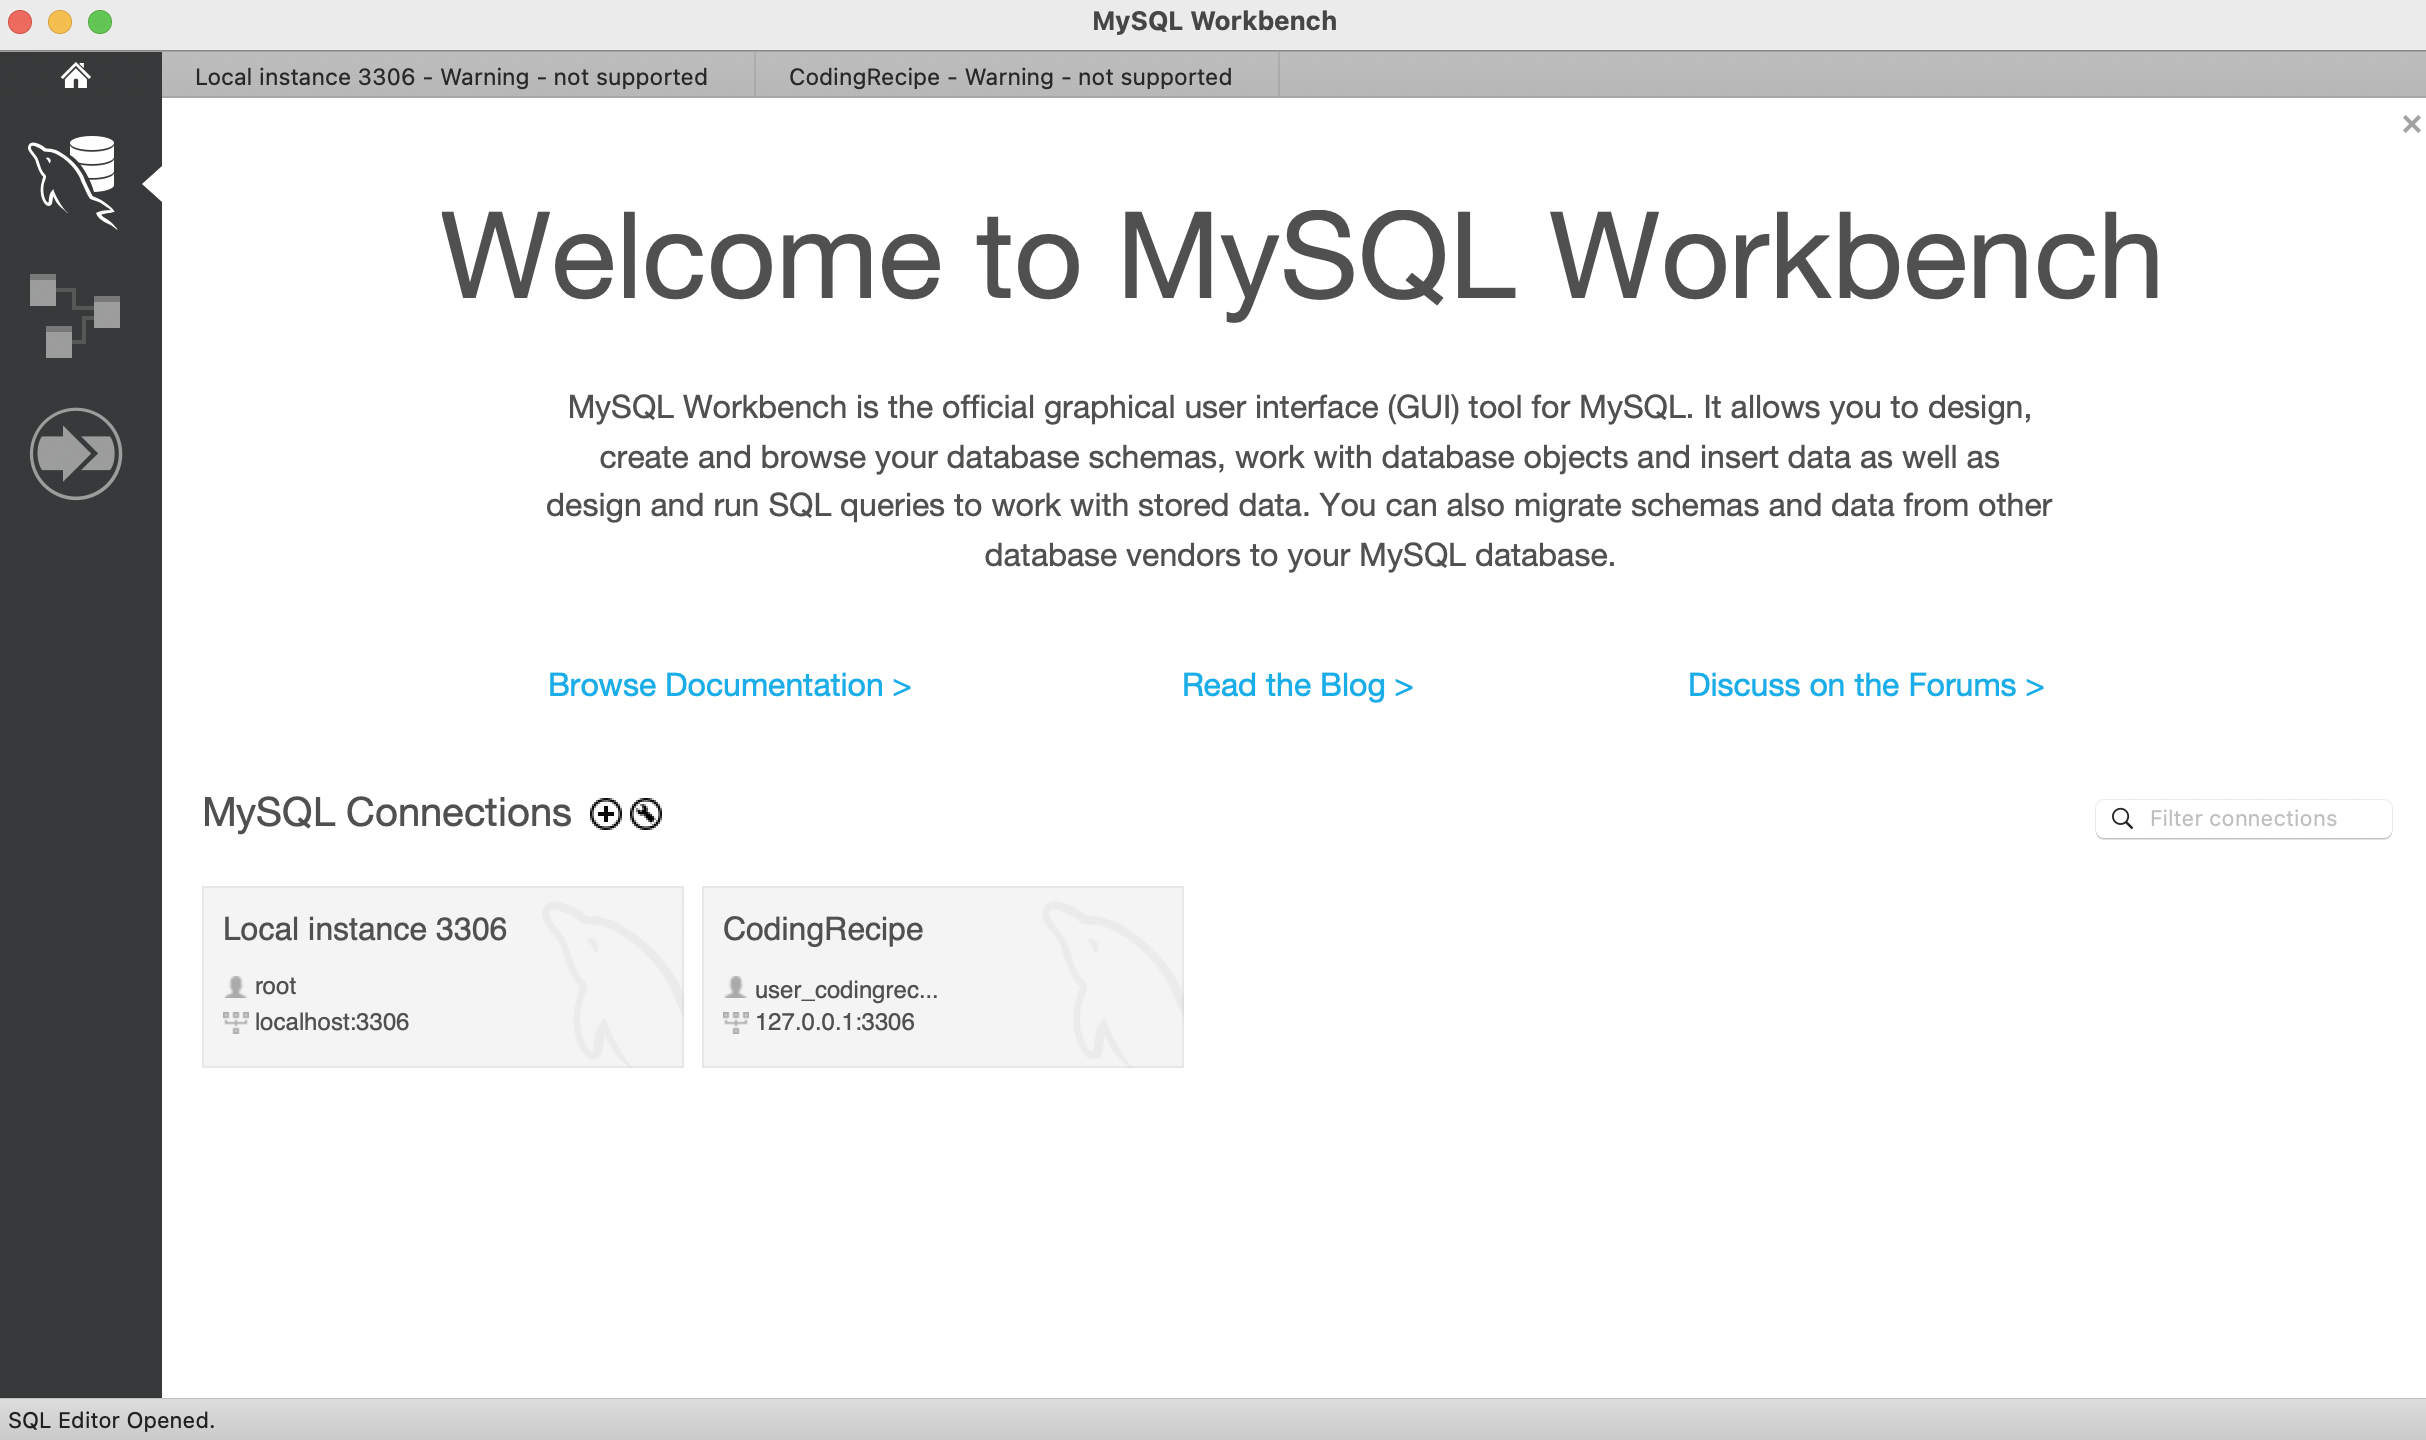 MySQL Workbench
Local instance 3306 - Warning - not supported
CodingRecipe - Warning - not supported
Welcome to MySQL Workbench
MySQL Workbench is the official graphical user interface (GUI) tool for MySQL. It allows you to design,
create and browse your database schemas, work with database objects and insert data as well as
design and run SQL queries to work with stored data. You can also migrate schemas and data from other
database vendors to your MySQL database.
Browse Documentation >
Read the Blog >
Discuss on the Forums >
MySQL Connections
Filter connections
Local instance 3306
root
localhost:3306
CodingRecipe
user_codingrec...
127.0.0.1:3306
SQL Editor Opened.